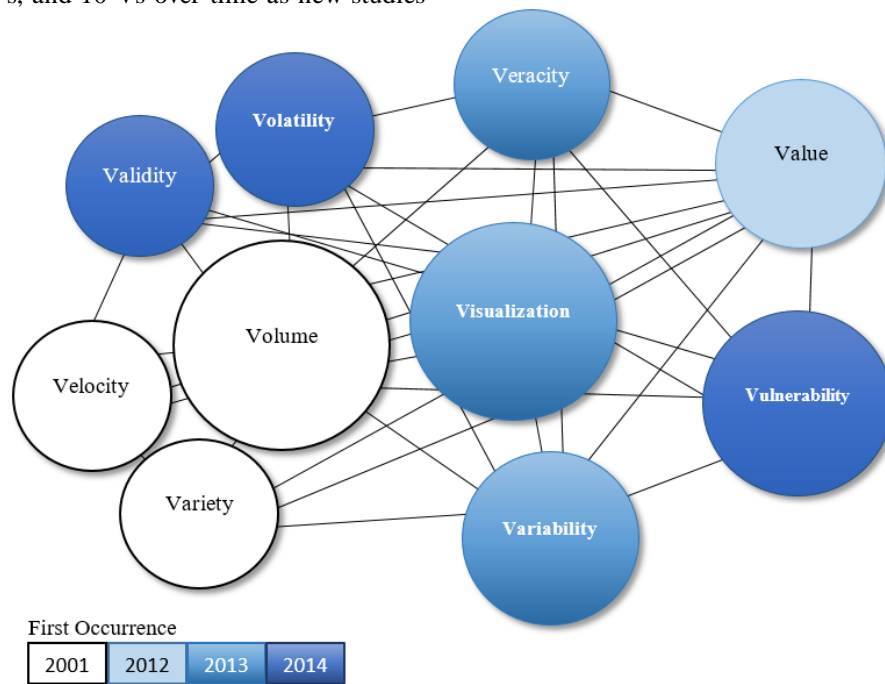 s, and 10 Vs over time as new studies
Veracity
Volatility
Value
Validity
Visualization
Volume
Velocity
Vulnerability
Variety
Variability
First Occurrence
2001 2012 2013 2014